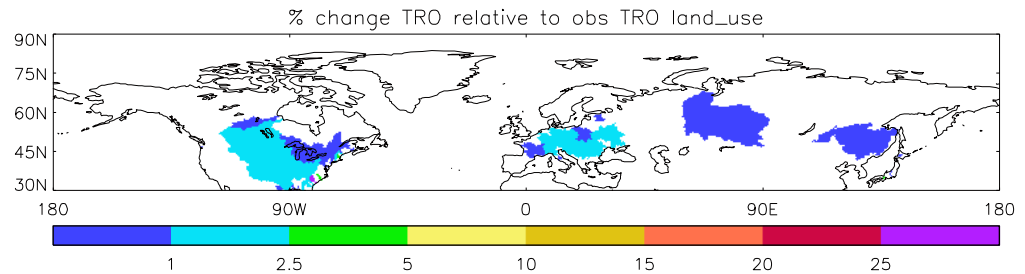 % change TRO relative to obs TRO land_use
90N
75N
60N
45N
30N
180 90W 0 90E 180
1 2.5 5 10 15 20 25